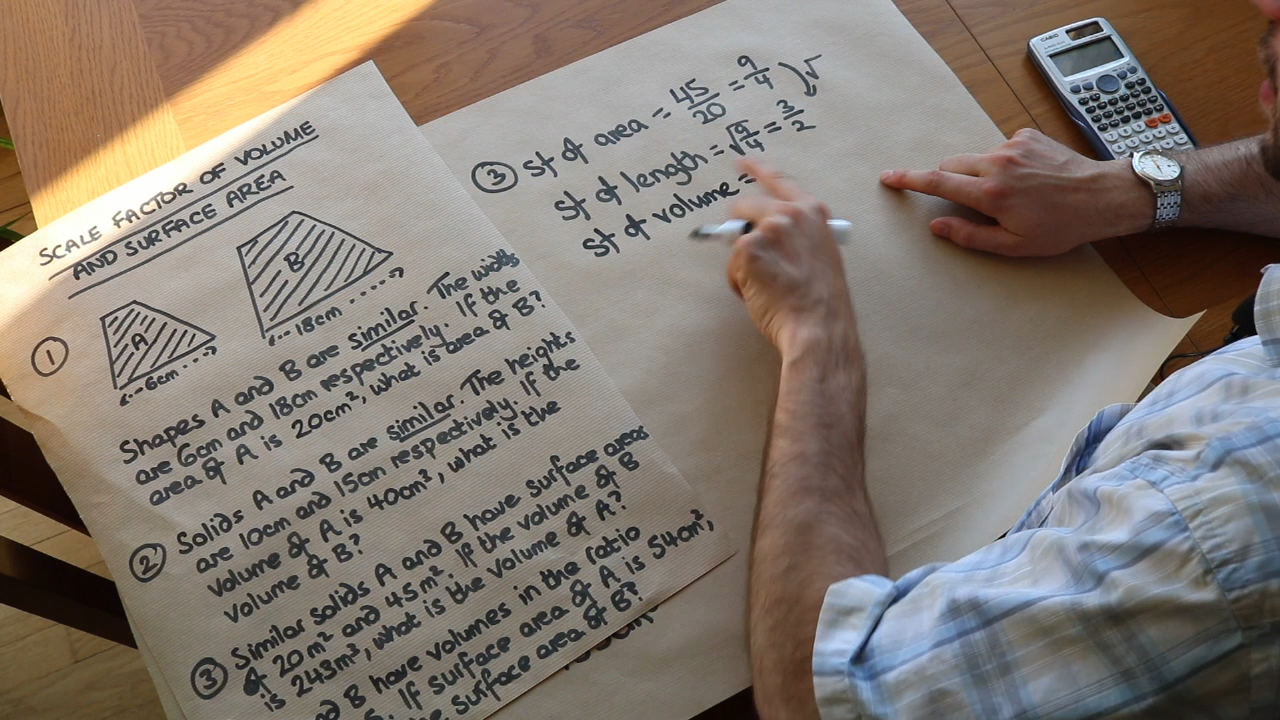 SCALE FACTOR OF VOLUME
AND SURFACE AREA
①
A
6cm
B
18cm
Shapes A and B are similar. The widths
are 6cm and 18cm respectively. If the
area of A is 20cm², what is area of B?
② Solids A and B are similar. The heights
are 10cm and 15cm respectively. If the
volume of A is 40cm³, what is the
volume of B?
③ Similar solids A and B have surface areas
of 20m² and 45m². If the volume of B
is 243m³, what is the volume of A?
B have volumes in the ratio
. If surface area of A is 54cm²,
surface area of B?
③ Sf of area = 45/20 = 9/4 √
Sf of length = √9/4 = 3/2
Sf of volume =
CASIO